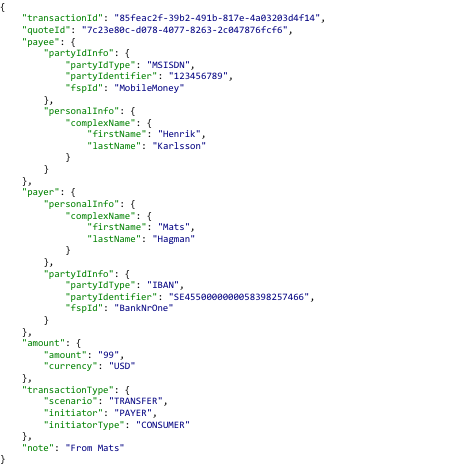 {
    "transactionId": "85feac2f-39b2-491b-817e-4a03203d4f14",
    "quoteId": "7c23e80c-d078-4077-8263-2c047876fcf6",
    "payee": {
        "partyIdInfo": {
            "partyIdType": "MSISDN",
            "partyIdentifier": "123456789",
            "fspId": "MobileMoney"
        },
        "personalInfo": {
            "complexName": {
                "firstName": "Henrik",
                "lastName": "Karlsson"
            }
        }
    },
    "payer": {
        "personalInfo": {
            "complexName": {
                "firstName": "Mats",
                "lastName": "Hagman"
            }
        },
        "partyIdInfo": {
            "partyIdType": "IBAN",
            "partyIdentifier": "SE4550000000058398257466",
            "fspId": "BankNrOne"
        }
    },
    "amount": {
        "amount": "99",
        "currency": "USD"
    },
    "transactionType": {
        "scenario": "TRANSFER",
        "initiator": "PAYER",
        "initiatorType": "CONSUMER"
    },
    "note": "From Mats"
}